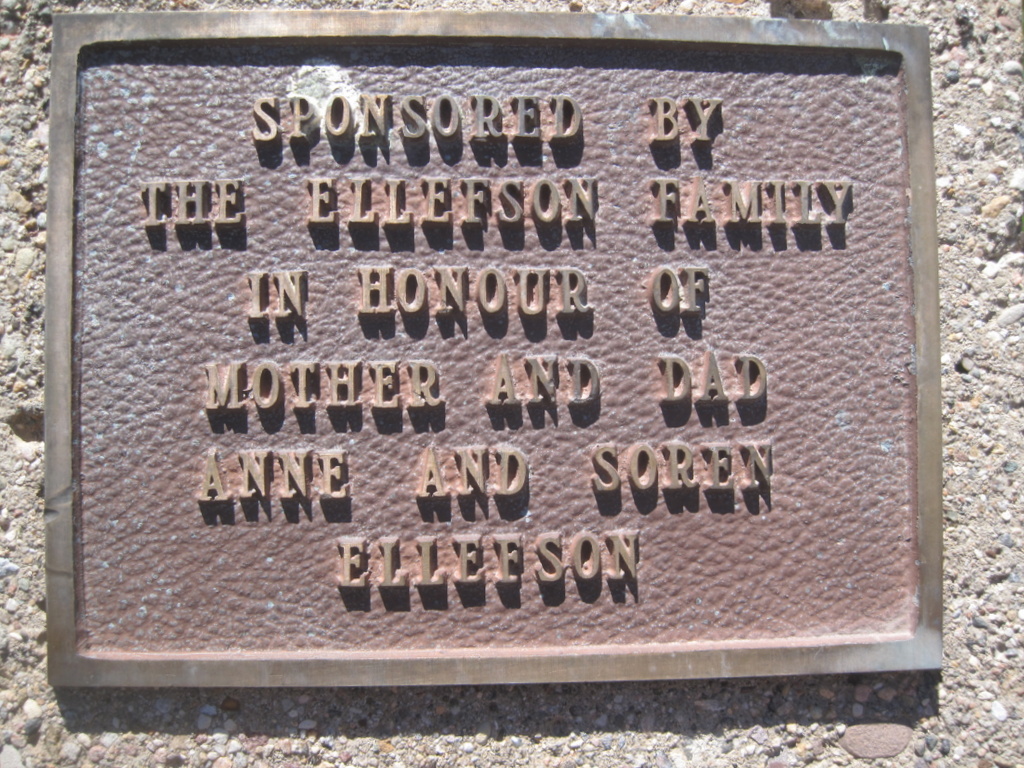 SPONSORED BY
THE ELLEFSON FAMILY
IN HONOUR OF
MOTHER AND DAD
ANNE AND SOREN
ELLEFSON